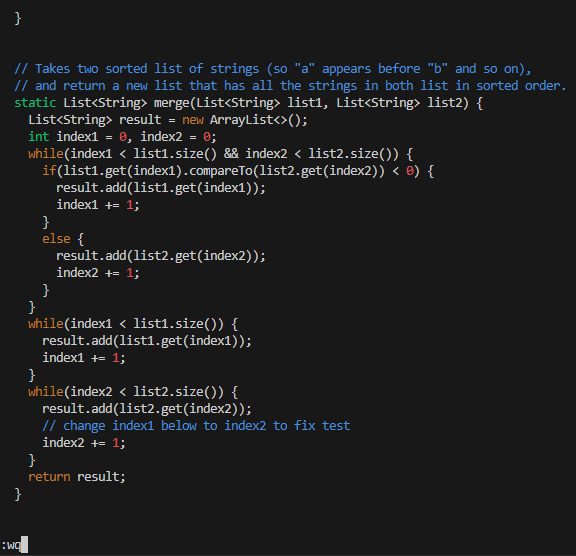 }
// Takes two sorted list of strings (so "a" appears before "b" and so on),
// and return a new list that has all the strings in both list in sorted order.
static List<String> merge(List<String> list1, List<String> list2) {
  List<String> result = new ArrayList<>();
  int index1 = 0, index2 = 0;
  while(index1 < list1.size() && index2 < list2.size()) {
    if(list1.get(index1).compareTo(list2.get(index2)) < 0) {
      result.add(list1.get(index1));
      index1 += 1;
    }
    else {
      result.add(list2.get(index2));
      index2 += 1;
    }
  }
  while(index1 < list1.size()) {
    result.add(list1.get(index1));
    index1 += 1;
  }
  while(index2 < list2.size()) {
    result.add(list2.get(index2));
    // change index1 below to index2 to fix test
    index2 += 1;
  }
  return result;
}
:wq